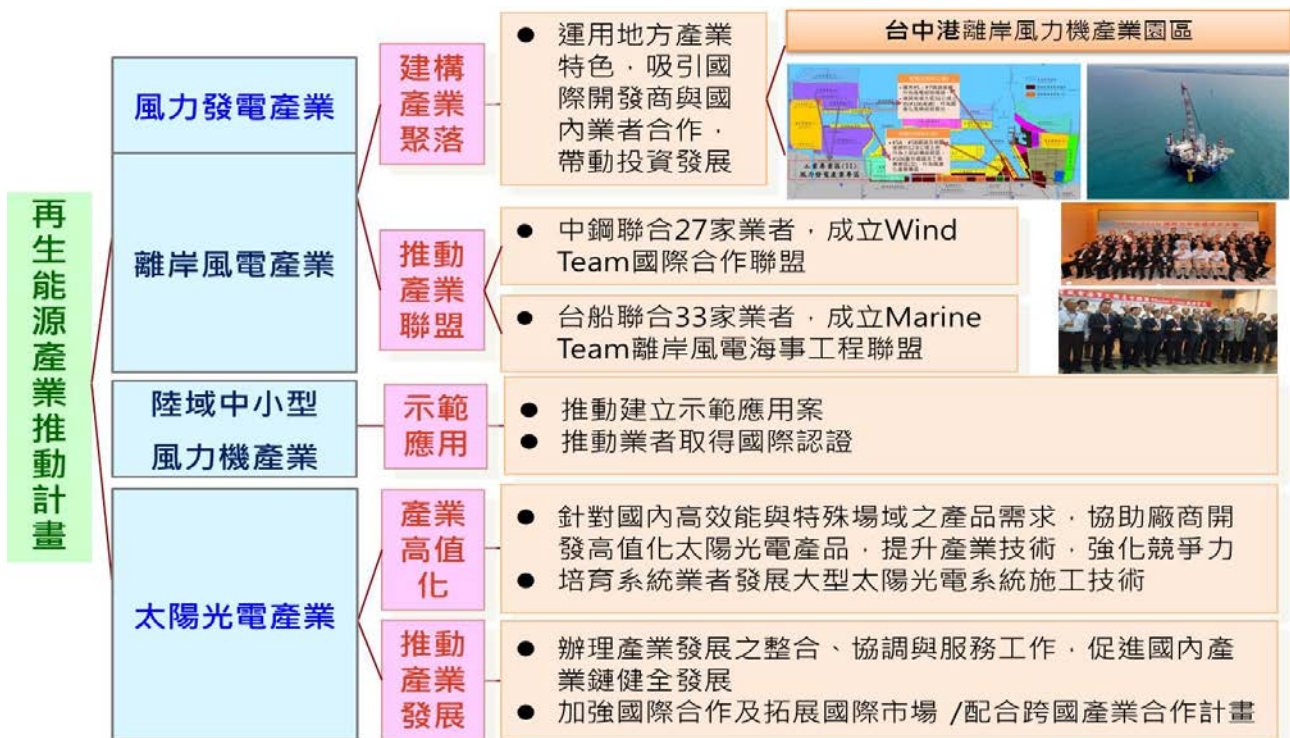 再生能源產業推動計畫
風力發電產業
離岸風電產業
建構
產業
聚落
● 運用地方產業
特色，吸引國
際開發商與國
內業者合作，
帶動投資發展
台中港離岸風力機產業園區
推動
產業
聯盟
● 中鋼聯合27家業者，成立Wind
Team國際合作聯盟
● 台船聯合33家業者，成立Marine
Team離岸風電海事工程聯盟
陸域中小型
風力機產業
示範
應用
● 推動建立示範應用案
● 推動業者取得國際認證
太陽光電產業
產業
高值
化
● 針對國內高效能與特殊場域之產品需求，協助廠商開
發高值化太陽光電產品，提升產業技術，強化競爭力
● 培育系統業者發展大型太陽光電系統施工技術
推動
產業
發展
● 辦理產業發展之整合、協調與服務工作，促進國內產
業鏈健全發展
● 加強國際合作及拓展國際市場 /配合跨國產業合作計畫